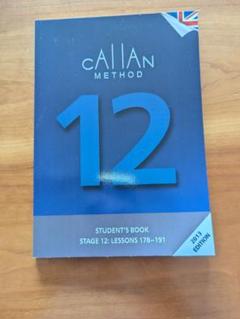 cAllAN
METHOD
12
STUDENT'S BOOK
STAGE 12: LESSONS 178–191
2013
EDITION